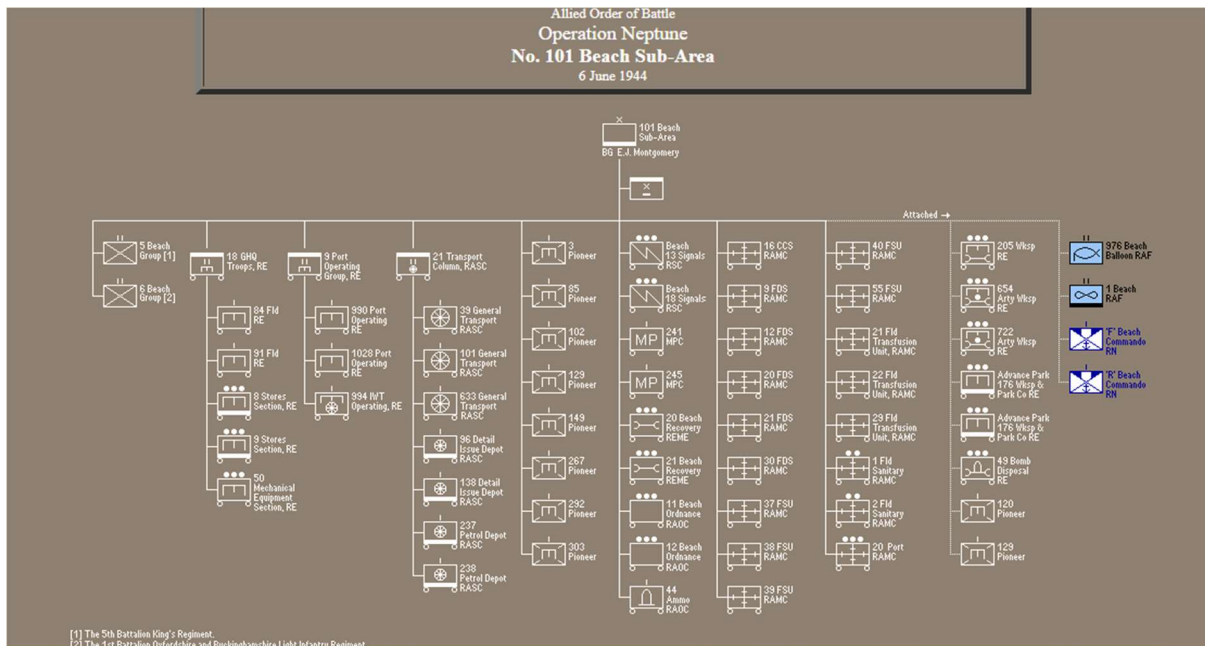 Allied Order of Battle
Operation Neptune
No. 101 Beach Sub-Area
6 June 1944
101 Beach
Sub-Area
BG E.J. Montgomery
Attached →
5 Beach
Group [1]
6 Beach
Group [2]
18 GHQ
Troops, RE
84 Fld
RE
91 Fld
RE
8 Stores
Section, RE
9 Stores
Section, RE
50
Mechanical
Equipment
Section, RE
9 Port
Operating
Group, RE
990 Port
Operating
RE
1028 Port
Operating
RE
994 IWT
Operating, RE
21 Transport
Column, RASC
39 General
Transport
RASC
101 General
Transport
RASC
633 General
Transport
RASC
96 Detail
Issue Depot
RASC
138 Detail
Issue Depot
RASC
237
Petrol Depot
RASC
238
Petrol Depot
RASC
3
Pioneer
85
Pioneer
102
Pioneer
129
Pioneer
149
Pioneer
267
Pioneer
292
Pioneer
303
Pioneer
Beach
13 Signals
RSC
Beach
18 Signals
RSC
MP
241
MPC
MP
245
MPC
20 Beach
Recovery
REME
21 Beach
Recovery
REME
11 Beach
Ordnance
RAOC
12 Beach
Ordnance
RAOC
44
Ammo
RAOC
16 CCS
RAMC
9 FDS
RAMC
12 FDS
RAMC
20 FDS
RAMC
21 FDS
RAMC
30 FDS
RAMC
37 FSU
RAMC
38 FSU
RAMC
39 FSU
RAMC
40 FSU
RAMC
55 FSU
RAMC
21 Fld
Transfusion
Unit, RAMC
22 Fld
Transfusion
Unit, RAMC
29 Fld
Transfusion
Unit, RAMC
1 Fld
Sanitary
RAMC
2 Fld
Sanitary
RAMC
20 Port
RAMC
205 Wksp
RE
654
Arty Wksp
RE
722
Arty Wksp
RE
Advance Park
176 Wksp &
Park Co RE
Advance Park
176 Wksp &
Park Co RE
49 Bomb
Disposal
RE
120
Pioneer
129
Pioneer
976 Beach
Balloon RAF
1 Beach
RAF
'F' Beach
Commando
RN
'R' Beach
Commando
RN
[1] The 5th Battalion King's Regiment.
[2] The 1st Battalion Oxfordshire and Buckinghamshire Light Infantry Regiment.